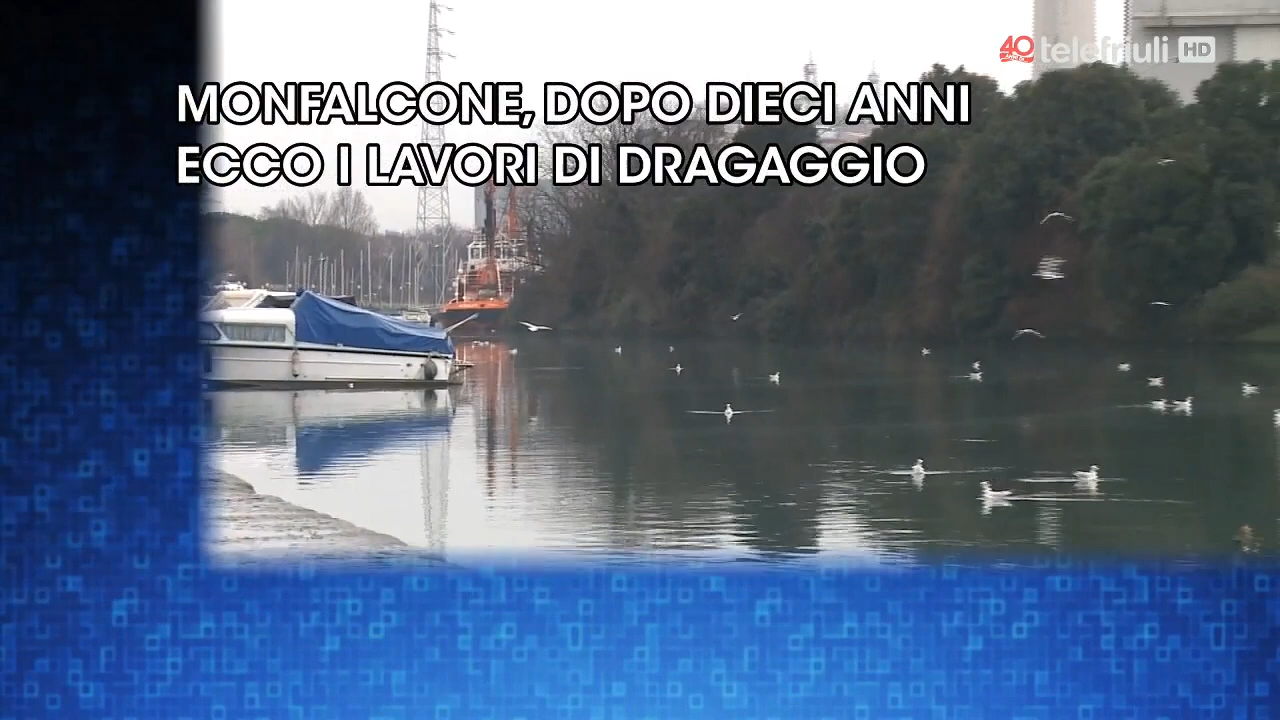 40 telefriuli HD
MONFALCONE, DOPO DIECI ANNI
ECCO I LAVORI DI DRAGAGGIO